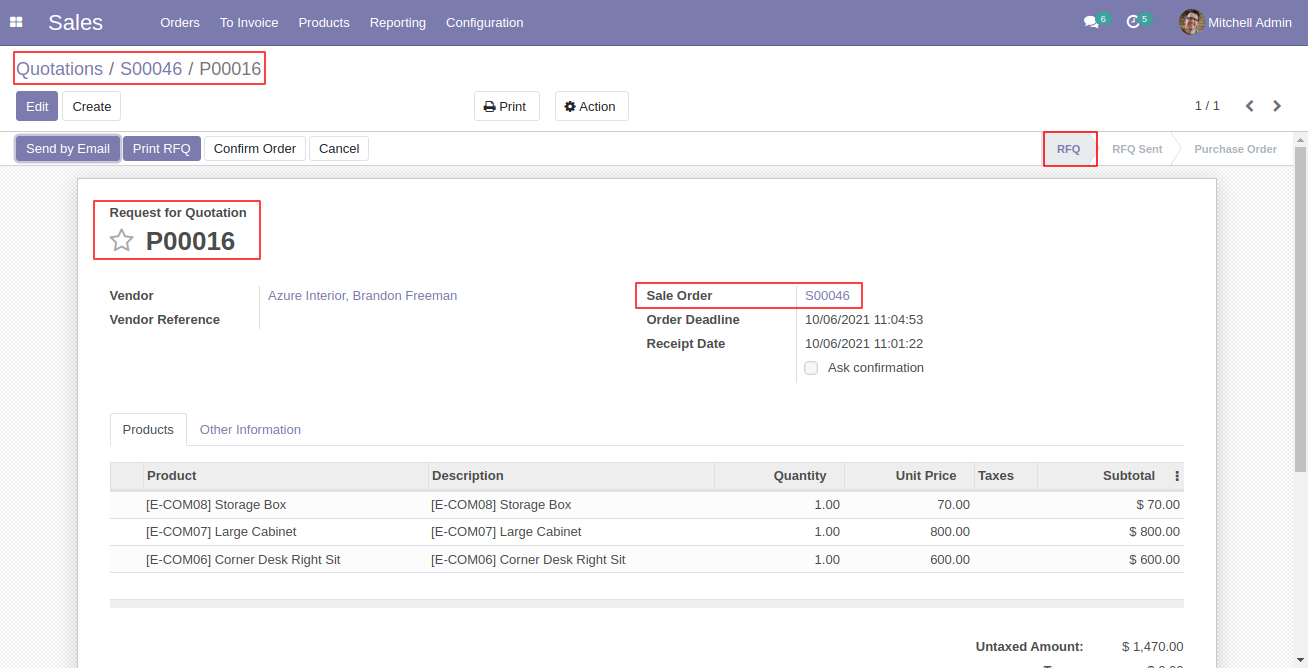 Sales Orders To Invoice Products Reporting Configuration 6 5 Mitchell Admin
Quotations / S00046 / P00016
Edit Create Print Action 1 / 1
Send by Email Print RFQ Confirm Order Cancel RFQ RFQ Sent Purchase Order
Request for Quotation
P00016
Vendor Azure Interior, Brandon Freeman Sale Order S00046
Vendor Reference Order Deadline 10/06/2021 11:04:53
Receipt Date 10/06/2021 11:01:22
Ask confirmation
Products Other Information
Product Description Quantity Unit Price Taxes Subtotal
[E-COM08] Storage Box [E-COM08] Storage Box 1.00 70.00 $ 70.00
[E-COM07] Large Cabinet [E-COM07] Large Cabinet 1.00 800.00 $ 800.00
[E-COM06] Corner Desk Right Sit [E-COM06] Corner Desk Right Sit 1.00 600.00 $ 600.00
Untaxed Amount: $ 1,470.00